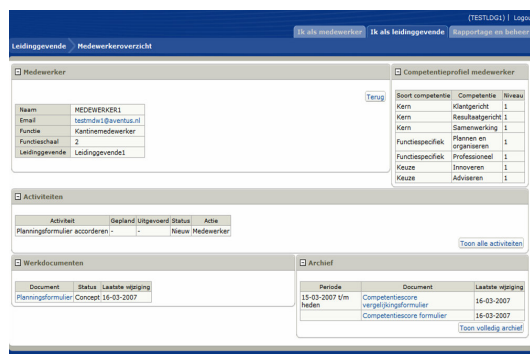 (TESTLDG1) | Logou
Ik als medewerker Ik als leidinggevende Rapportage en beheer
Leidinggevende Medewerkeroverzicht
Medewerker
Terug
Naam MEDEWERKER1
Email testmdw1@aventus.nl
Functie Kantinemedewerker
Functieschaal 2
Leidinggevende Leidinggevende1
Competentieprofiel medewerker
Soort competentie Competentie Niveau
Kern Klantgericht 1
Kern Resultaatgericht 1
Kern Samenwerking 1
Functiespecifiek Plannen en organiseren 1
Functiespecifiek Professioneel 1
Keuze Innoveren 1
Keuze Adviseren 1
Activiteiten
Activiteit Gepland Uitgevoerd Status Actie
Planningsformulier accorderen - - Nieuw Medewerker
Toon alle activiteiten
Werkdocumenten
Document Status Laatste wijziging
Planningsformulier Concept 16-03-2007
Archief
Periode Document Laatste wijziging
15-03-2007 t/m heden Competentiescore vergelijkingsformulier 16-03-2007
Competentiescore formulier 16-03-2007
Toon volledig archief